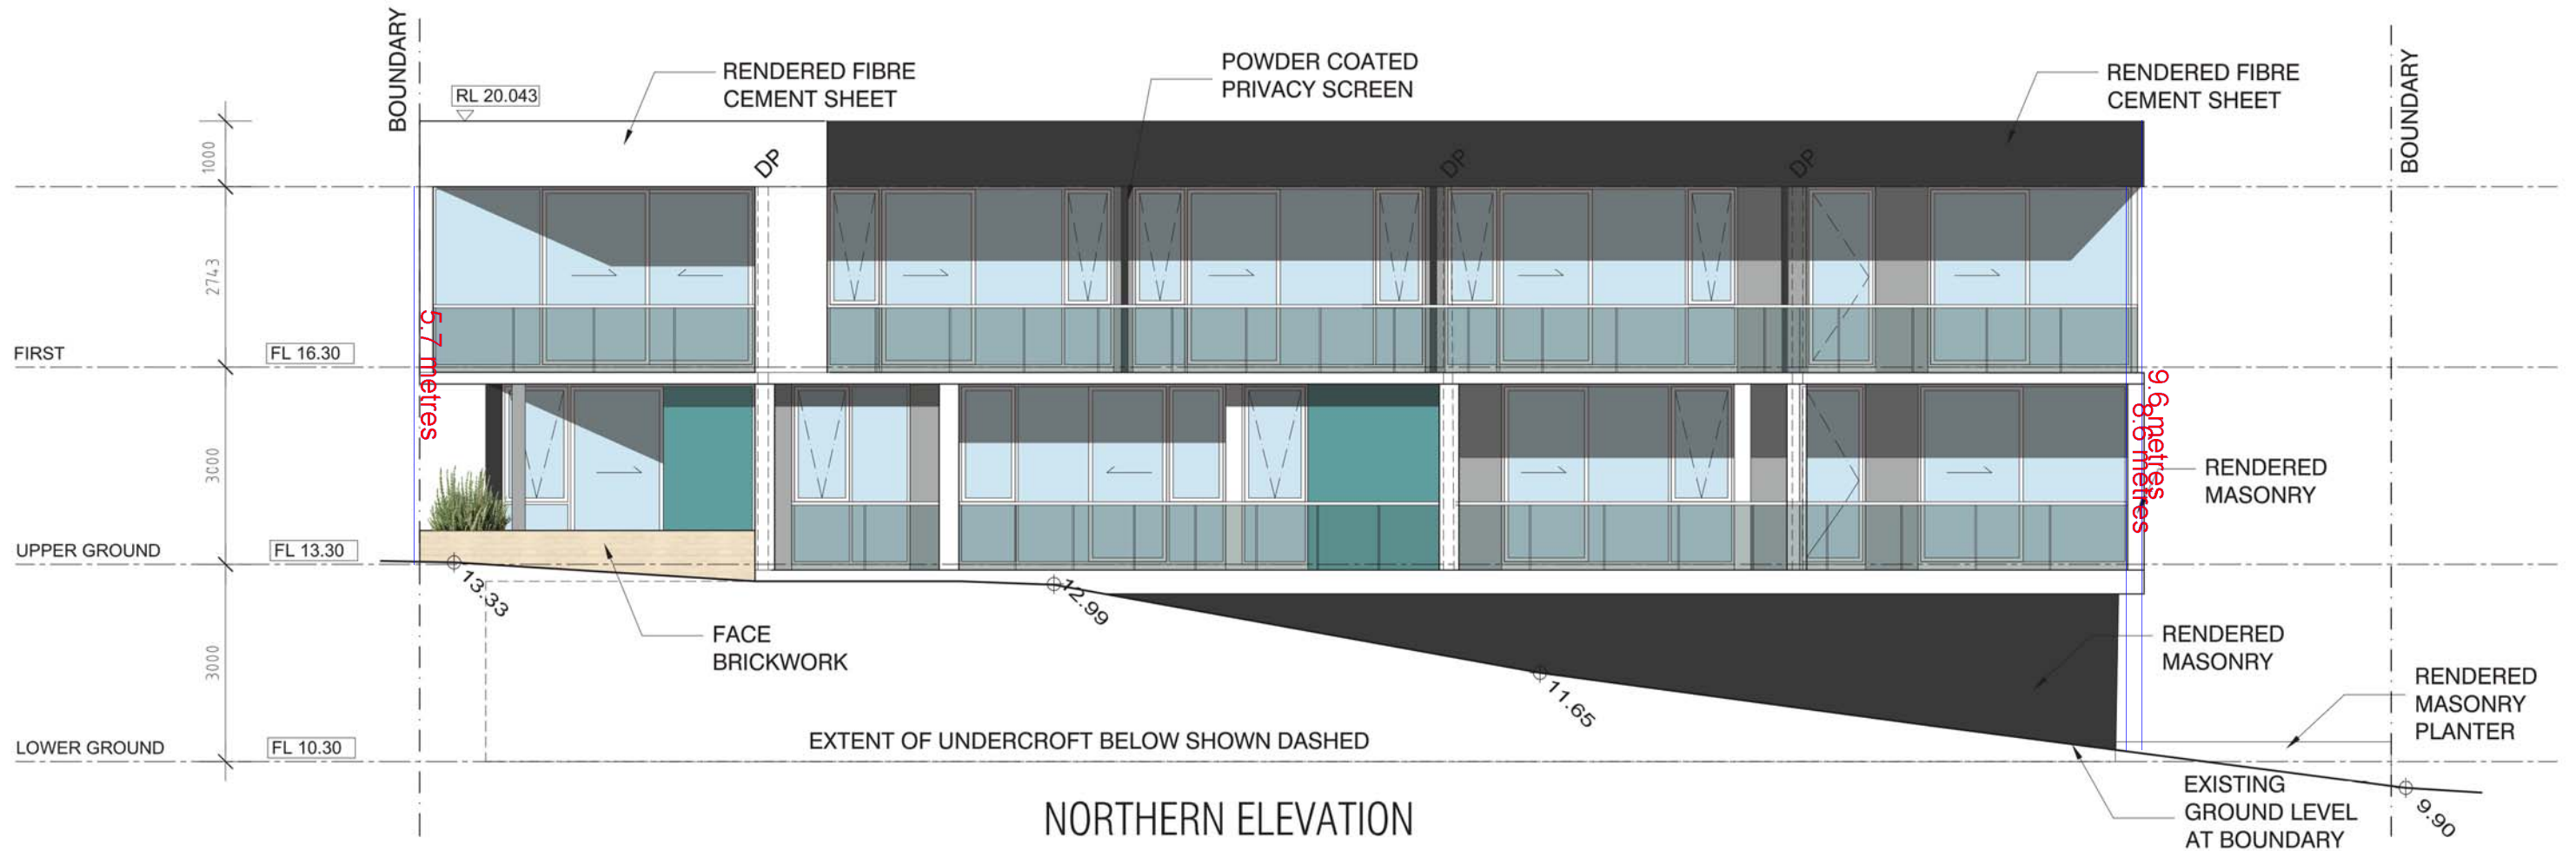 BOUNDARY
RL 20.043
RENDERED FIBRE
CEMENT SHEET
POWDER COATED
PRIVACY SCREEN
RENDERED FIBRE
CEMENT SHEET
BOUNDARY
1000
DP
DP
DP
2743
5.7 metres
FIRST
FL 16.30
9.6 metres
8.6 metres
3000
RENDERED
MASONRY
UPPER GROUND
FL 13.30
13.33
12.99
FACE
BRICKWORK
3000
RENDERED
MASONRY
11.65
RENDERED
MASONRY
PLANTER
LOWER GROUND
FL 10.30
EXTENT OF UNDERCROFT BELOW SHOWN DASHED
EXISTING
GROUND LEVEL
AT BOUNDARY
9.90
NORTHERN ELEVATION